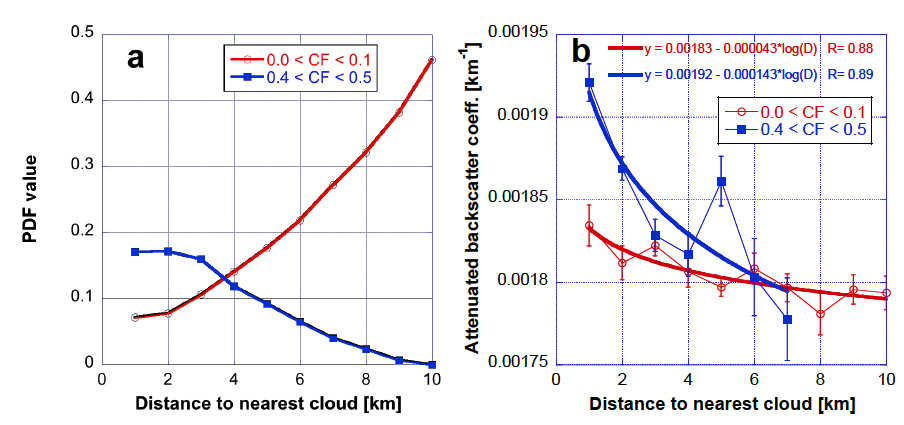 a
0.0 < CF < 0.1
0.4 < CF < 0.5
PDF value
0.5
0.4
0.3
0.2
0.1
0
0 2 4 6 8 10
Distance to nearest cloud [km]
b
y = 0.00183 - 0.000043*log(D) R= 0.88
y = 0.00192 - 0.000143*log(D) R= 0.89
0.0 < CF < 0.1
0.4 < CF < 0.5
Attenuated backscatter coeff. [km-1]
0.00195
0.0019
0.00185
0.0018
0.00175
0 2 4 6 8 10
Distance to nearest cloud [km]